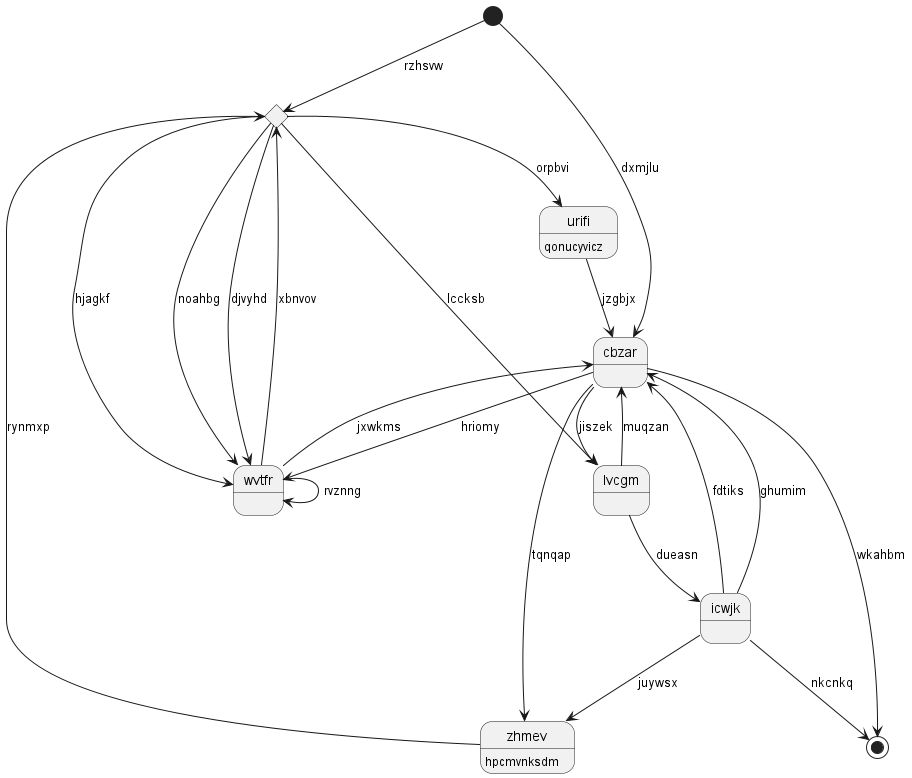 rzhsvw
orpbvi
dxmjlu
urifi
qonucyvicz
hjagkf
noahbg
djvyhd
xbnvov
lccksb
jzgbjx
cbzar
rynmxp
jxwkms
hriomy
jiszek
muqzan
wvtfr
rvznng
lvcgm
fdtiks
ghumim
tqnqap
dueasn
wkahbm
icwjk
juywsx
nkcnkq
zhmev
hpcmvnksdm